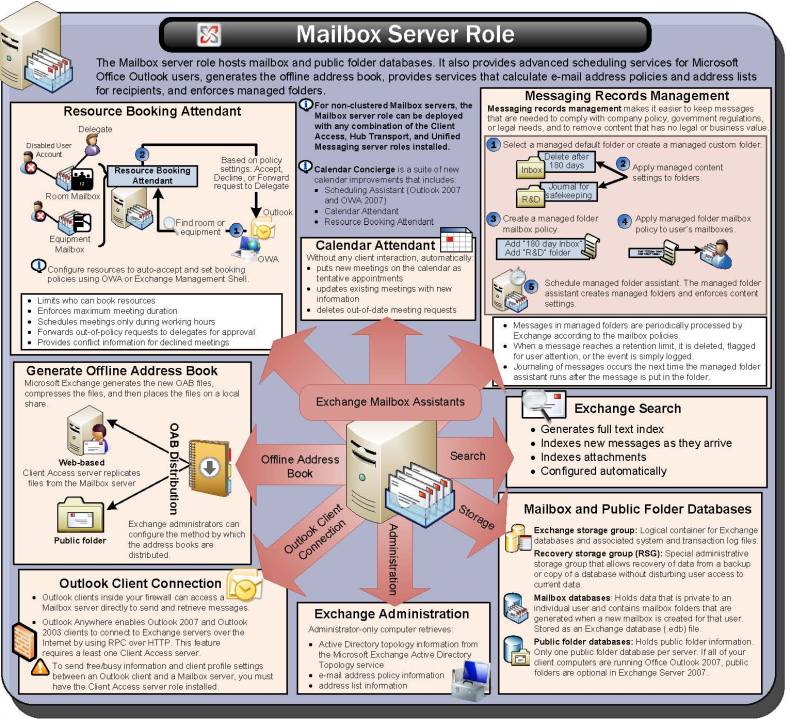 Mailbox Server Role
The Mailbox server role hosts mailbox and public folder databases. It also provides advanced scheduling services for Microsoft
Office Outlook users, generates the offline address book, provides services that calculate e-mail address policies and address lists
for recipients, and enforces managed folders.
Resource Booking Attendant
Delegate
Disabled User
Account
2
Resource Booking
Attendant
Based on policy
settings: Accept,
Decline, or Forward
request to Delegate
Room Mailbox
12
Find room or
equipment
1
Outlook
OWA
Equipment
Mailbox
Configure resources to auto-accept and set booking
policies using OWA or Exchange Management Shell.
• Limits who can book resources
• Enforces maximum meeting duration
• Schedules meetings only during working hours
• Forwards out-of-policy requests to delegates for approval
• Provides conflict information for declined meetings
For non-clustered Mailbox servers, the
Mailbox server role can be deployed
with any combination of the Client
Access, Hub Transport, and Unified
Messaging server roles installed.
Calendar Concierge is a suite of new
calendar improvements that includes:
• Scheduling Assistant (Outlook 2007
and OWA 2007)
• Calendar Attendant
• Resource Booking Attendant
Calendar Attendant
Without any client interaction, automatically:
• puts new meetings on the calendar as
tentative appointments
• updates existing meetings with new
information
• deletes out-of-date meeting requests
Messaging Records Management
Messaging records management makes it easier to keep messages
that are needed to comply with company policy, government regulations,
or legal needs, and to remove content that has no legal or business value.
1 Select a managed default folder or create a managed custom folder.
Inbox
Delete after
180 days
R&D
Journal for
safekeeping
2 Apply managed
content
settings to folders.
3 Create a managed folder
mailbox policy.
Add "180 day Inbox"
Add "R&D" folder
4 Apply managed folder mailbox
policy to user's mailboxes.
5 Schedule managed folder assistant. The managed folder
assistant creates managed folders and enforces content
settings.
• Messages in managed folders are periodically processed by
Exchange according to the mailbox policies.
• When a message reaches a retention limit, it is deleted, flagged
for user attention, or the event is simply logged.
• Journaling of messages occurs the next time the managed folder
assistant runs after the message is put in the folder.
Generate Offline Address Book
Microsoft Exchange generates the new OAB files,
compresses the files, and then places the files on a local
share.
Web-based
Client Access server replicates
files from the Mailbox server
OAB Distribution
Public folder
Exchange administrators can
configure the method by which
the address books are
distributed.
Exchange Mailbox Assistants
Offline Address
Book
Search
Outlook Client
Connection
Administration
Storage
Exchange Search
• Generates full text index
• Indexes new messages as they arrive
• Indexes attachments
• Configured automatically
Mailbox and Public Folder Databases
Exchange storage group: Logical container for Exchange
databases and associated system and transaction log files.
Recovery storage group (RSG): Special administrative
storage group that allows recovery of data from a backup
or copy of a database without disturbing user access to
current data.
Mailbox databases: Holds data that is private to an
individual user and contains mailbox folders that are
generated when a new mailbox is created for that user.
Stored as an Exchange database (.edb) file.
Public folder databases: Holds public folder information.
Only one public folder database per server. If all of your
client computers are running Office Outlook 2007, public
folders are optional in Exchange Server 2007.
Outlook Client Connection
• Outlook clients inside your firewall can access a
Mailbox server directly to send and retrieve messages.
• Outlook Anywhere enables Outlook 2007 and Outlook
2003 clients to connect to Exchange servers over the
Internet by using RPC over HTTP. This feature
requires a least one Client Access server.
To send free/busy information and client profile settings
between an Outlook client and a Mailbox server, you must
have the Client Access server role installed.
Exchange Administration
Administrator-only computer retrieves:
• Active Directory topology information from
the Microsoft Exchange Active Directory
Topology service
• e-mail address policy information
• address list information